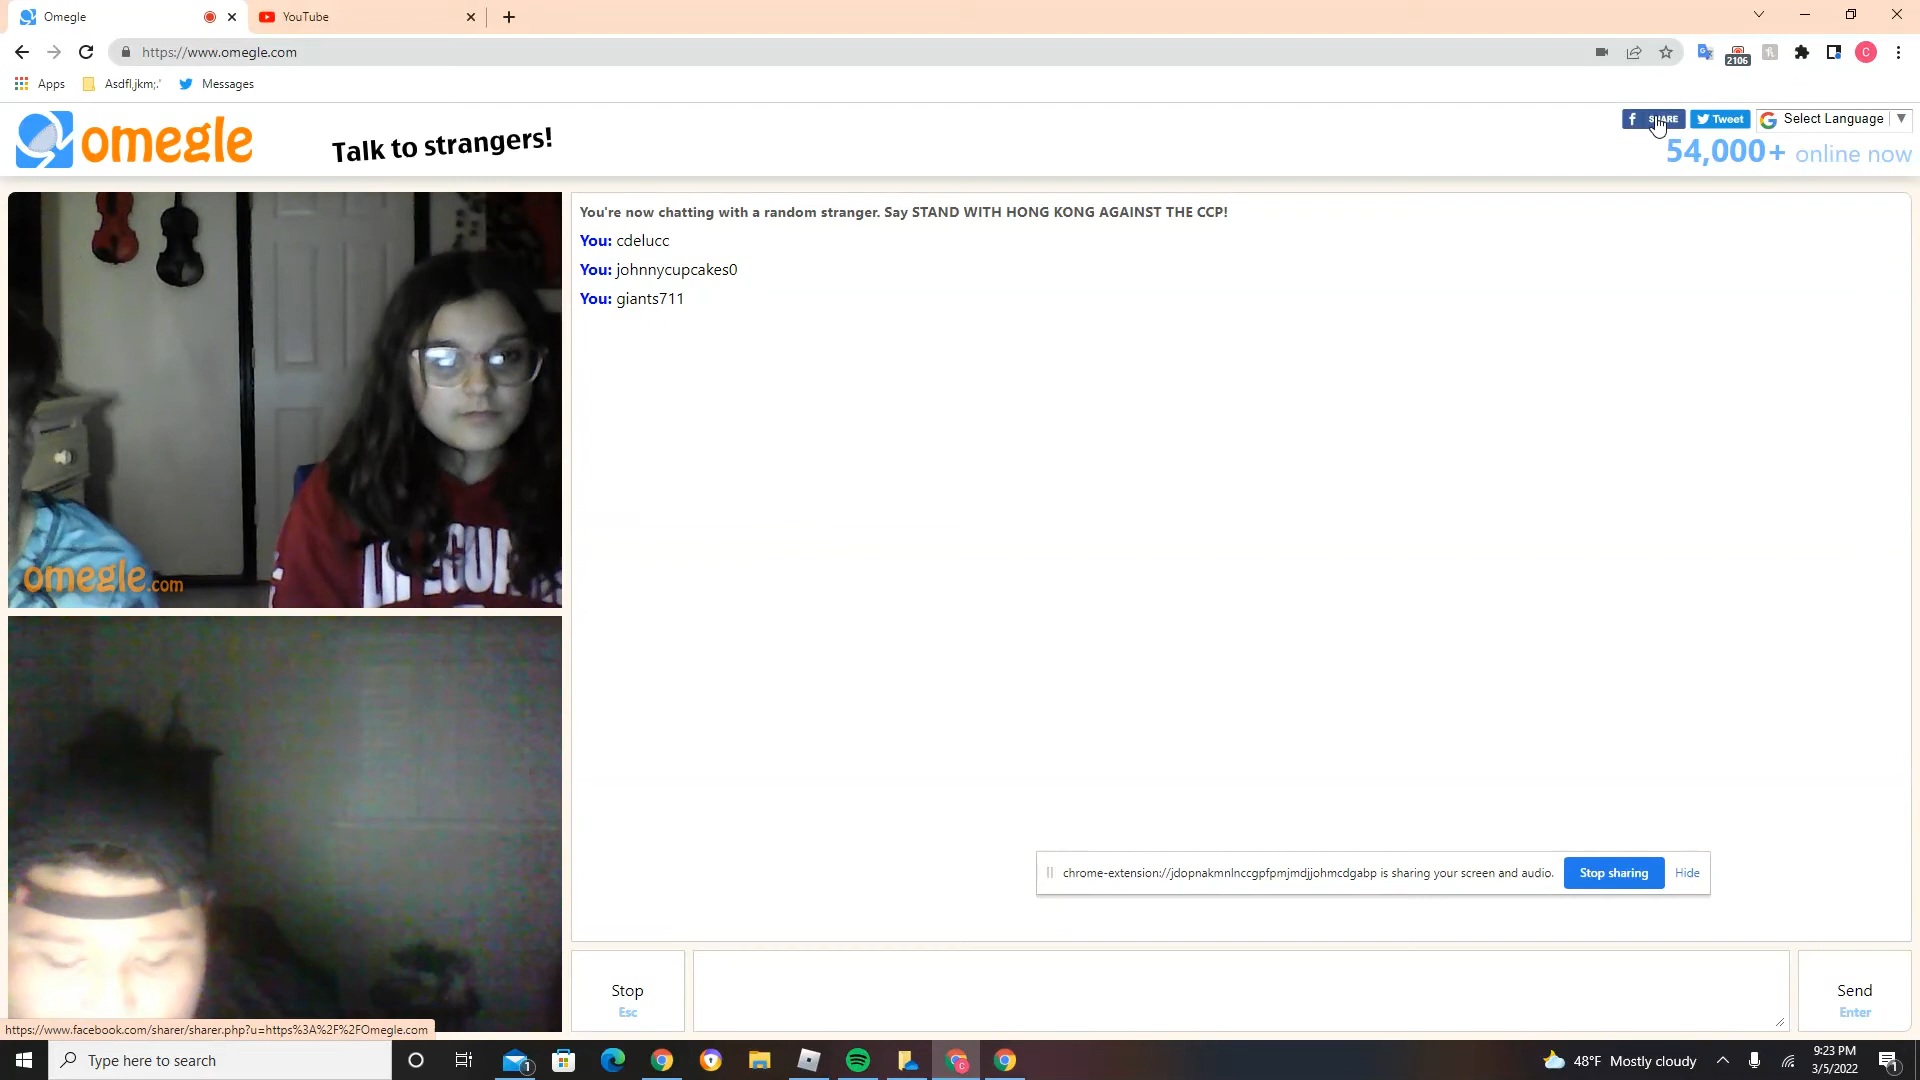 Omegle
YouTube
https://www.omegle.com
2106
C
Apps
Asdfl,jkm;.'
Messages
omegle
Talk to strangers!
SHARE
Tweet
Select Language
54,000+ online now
You're now chatting with a random stranger. Say STAND WITH HONG KONG AGAINST THE CCP!
You: cdelucc
You: johnnycupcakes0
You: giants711
omegle.com
chrome-extension://jdopnakmnlnccgpfpmjmdjjohmcdgabp is sharing your screen and audio.
Stop sharing
Hide
Stop
Esc
Send
Enter
https://www.facebook.com/sharer/sharer.php?u=https%3A%2F%2FOmegle.com
Type here to search
1
48°F Mostly cloudy
9:23 PM
3/5/2022
1